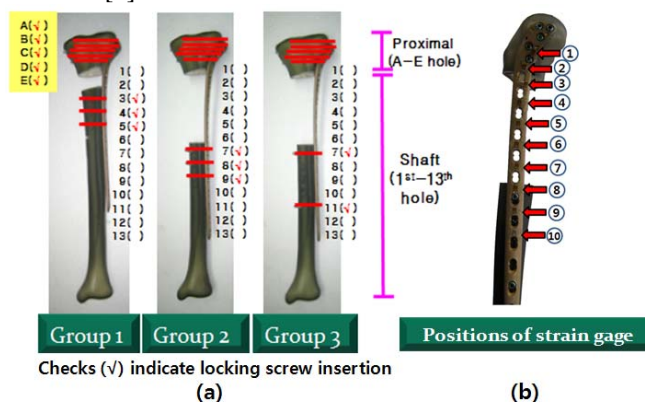 A(√)
B(√)
C(√)
D(√)
E(√)
1( )
2( )
3(√)
4(√)
5(√)
6( )
7( )
8( )
9( )
10( )
11( )
12( )
13( )
1( )
2( )
3( )
4( )
5( )
6( )
7(√)
8(√)
9(√)
10( )
11( )
12( )
13( )
1( )
2( )
3( )
4( )
5( )
6( )
7(√)
8( )
9( )
10( )
11(√)
12( )
13( )
Proximal
(A–E hole)
Shaft
(1st–13th
hole)
①
②
③
④
⑤
⑥
⑦
⑧
⑨
⑩
Group 1
Group 2
Group 3
Positions of strain gage
Checks (√) indicate locking screw insertion
(a)
(b)